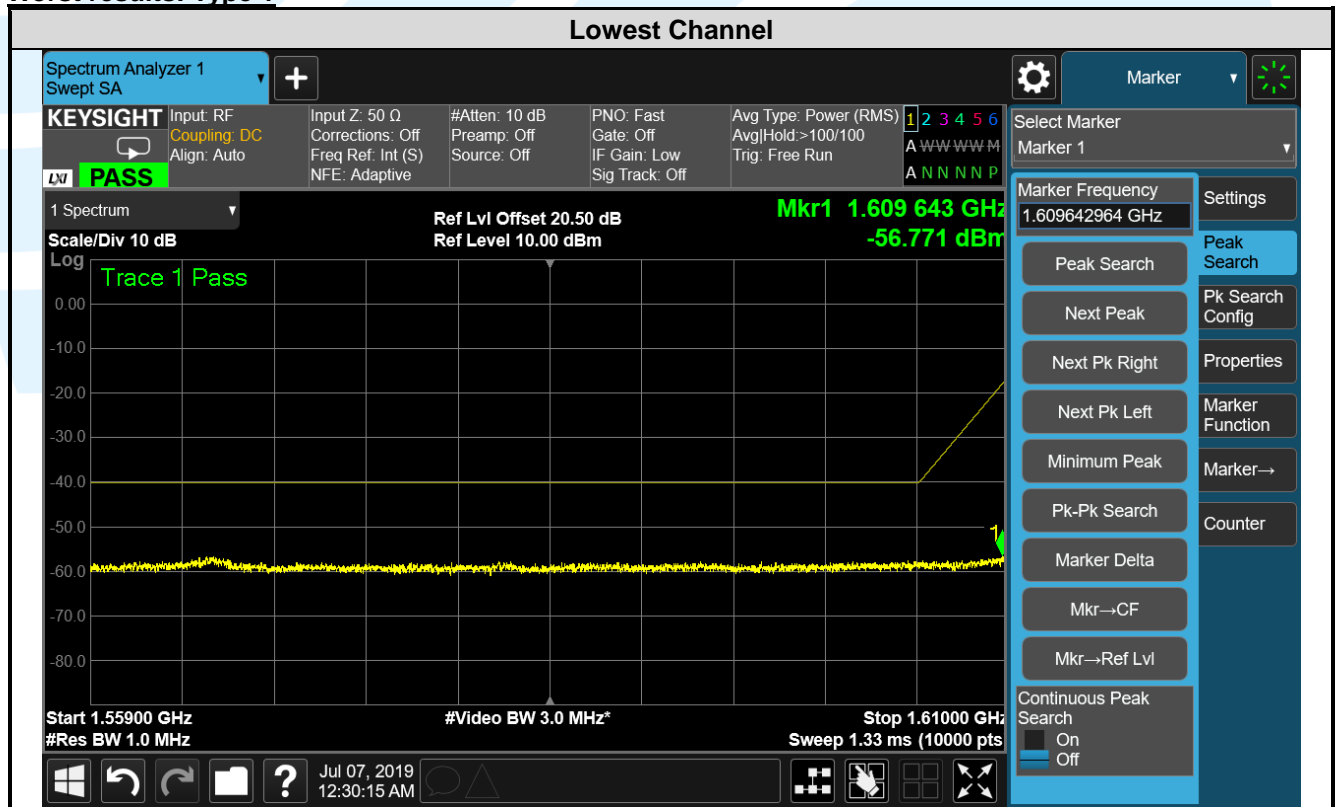 Worst results: Type 1
Lowest Channel
Spectrum Analyzer 1
Swept SA
Marker
KEYSIGHT
LXI
PASS
Input: RF
Coupling: DC
Align: Auto
Input Z: 50 Ω
Corrections: Off
Freq Ref: Int (S)
NFE: Adaptive
#Atten: 10 dB
Preamp: Off
Source: Off
PNO: Fast
Gate: Off
IF Gain: Low
Sig Track: Off
Avg Type: Power (RMS)
Avg|Hold:>100/100
Trig: Free Run
1 2 3 4 5 6
A W W W W M
A N N N N P
Select Marker
Marker 1
1 Spectrum
Scale/Div 10 dB
Log
Ref Lvl Offset 20.50 dB
Ref Level 10.00 dBm
Mkr1 1.609 643 GHz
-56.771 dBm
Trace 1 Pass
0.00
-10.0
-20.0
-30.0
-40.0
-50.0
-60.0
-70.0
-80.0
1
Start 1.55900 GHz
#Res BW 1.0 MHz
#Video BW 3.0 MHz*
Stop 1.61000 GHz
Sweep 1.33 ms (10000 pts
Marker Frequency
1.609642964 GHz
Peak Search
Next Peak
Next Pk Right
Next Pk Left
Minimum Peak
Pk-Pk Search
Marker Delta
Mkr→CF
Mkr→Ref Lvl
Continuous Peak
Search
On
Off
Settings
Peak
Search
Pk Search
Config
Properties
Marker
Function
Marker→
Counter
?
Jul 07, 2019
12:30:15 AM